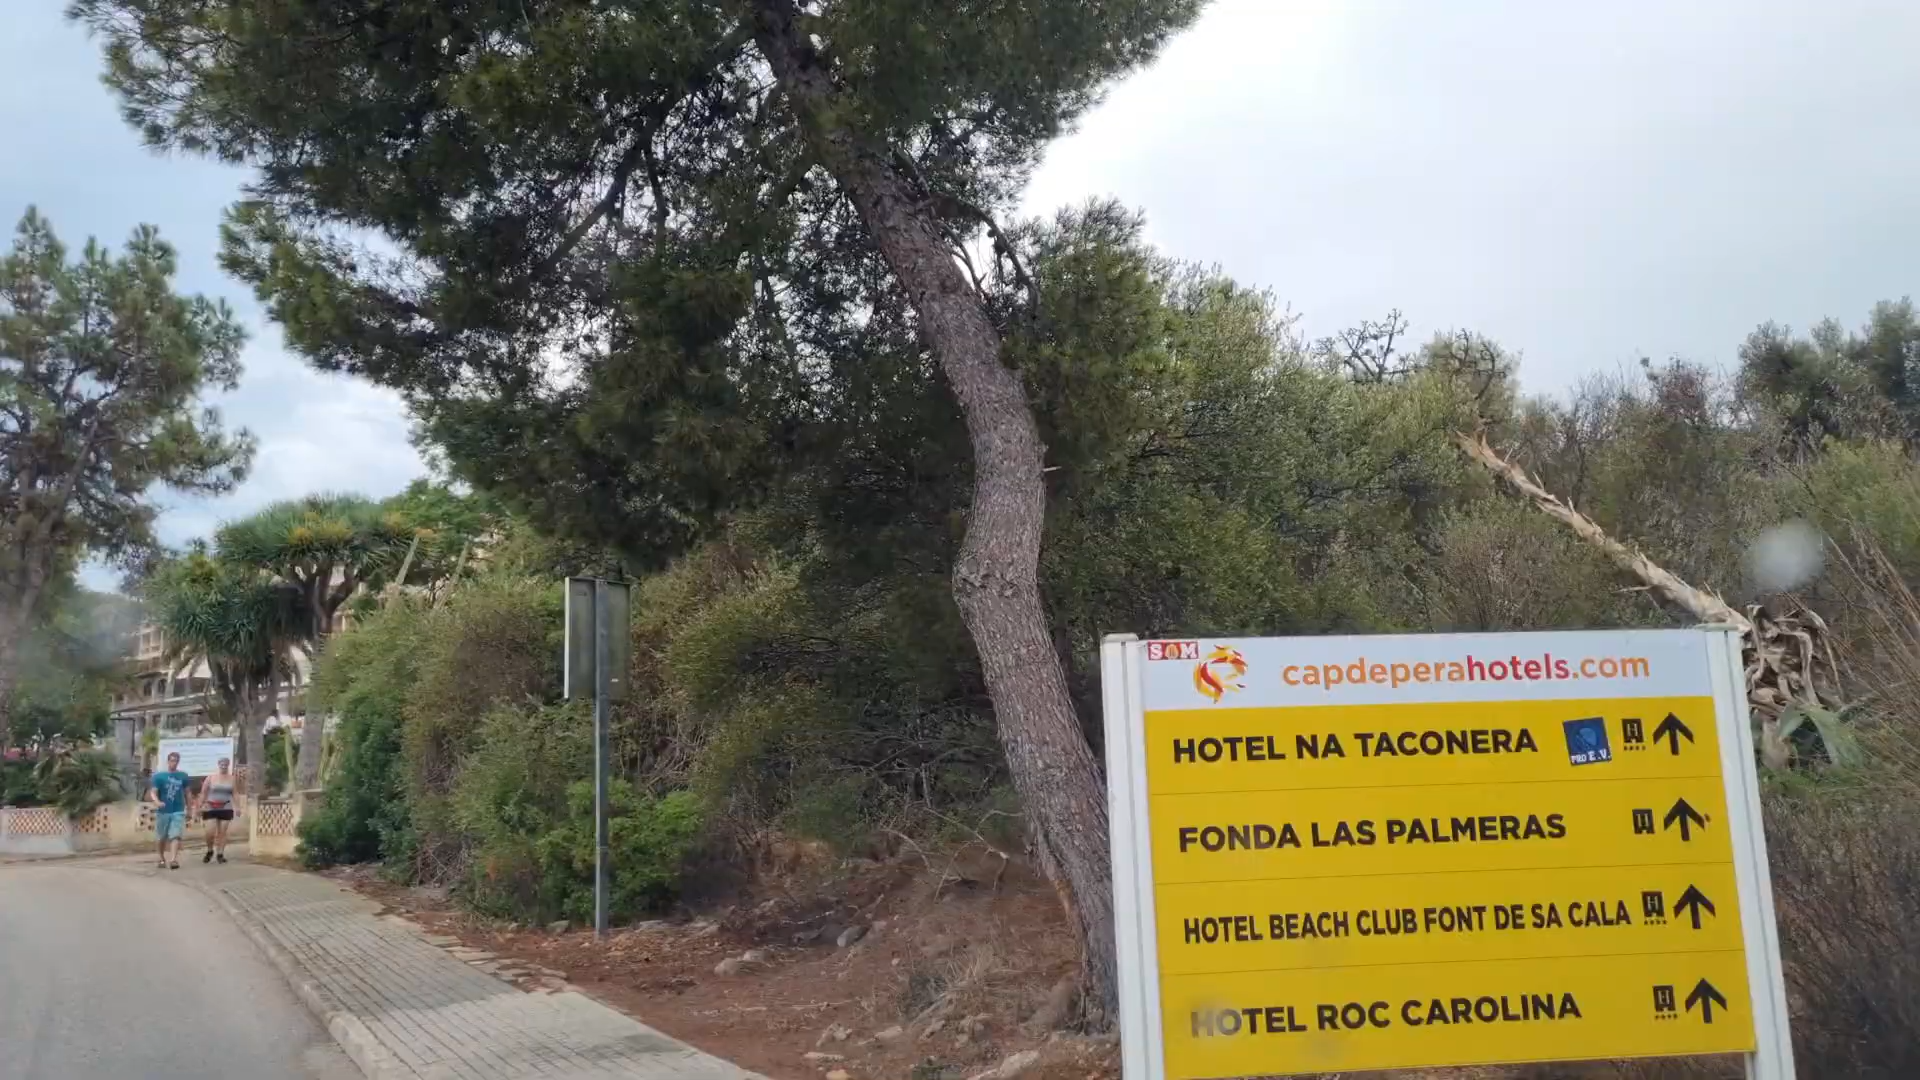 SOM
capdeperahotels.com
HOTEL NA TACONERA PRO E.V. H
FONDA LAS PALMERAS H
HOTEL BEACH CLUB FONT DE SA CALA H
HOTEL ROC CAROLINA H